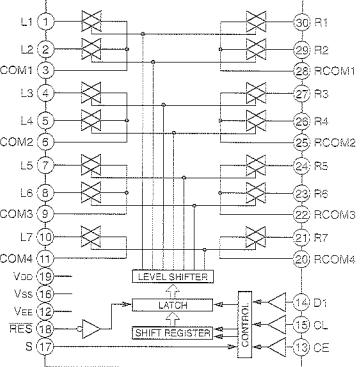 L1 1 30 R1
L2 2 29 R2
COM1 3 28 RCOM1
L3 4 27 R3
L4 5 26 R4
COM2 6 25 RCOM2
L5 7 24 R5
L6 8 23 R6
COM3 9 22 RCOM3
L7 10 21 R7
COM4 11 20 RCOM4
VDD 19 LEVEL SHIFTER
VSS 16
VEE 12 LATCH CONTROL 14 D1
RES 18 SHIFT REGISTER 15 CL
S 17 13 CE